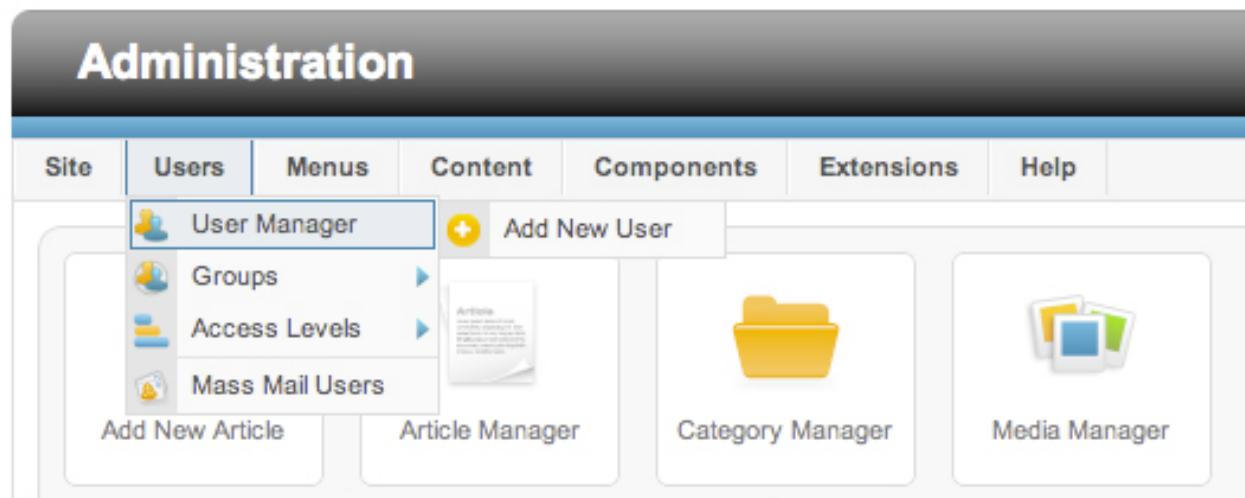 Administration
Site Users Menus Content Components Extensions Help
User Manager
Add New User
Groups
Access Levels
Mass Mail Users
Article
Add New Article
Article Manager
Category Manager
Media Manager